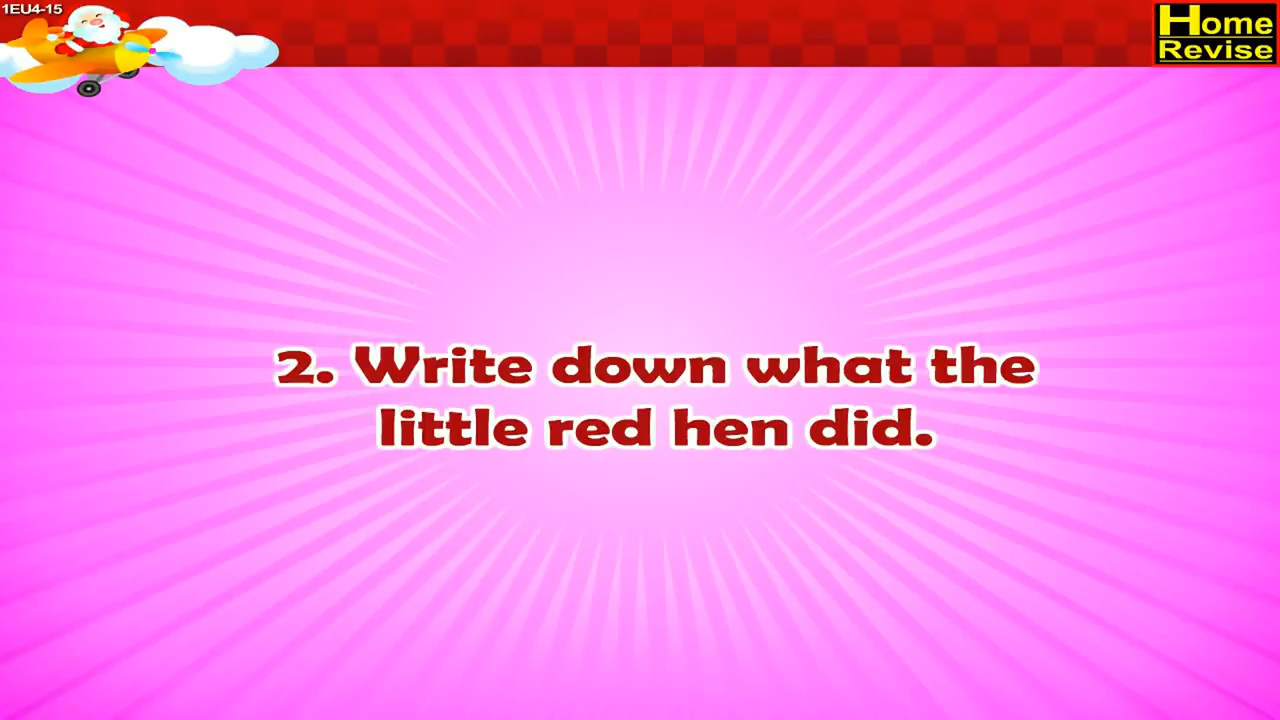 1EU4-15
Home
Revise
2. Write down what the
little red hen did.